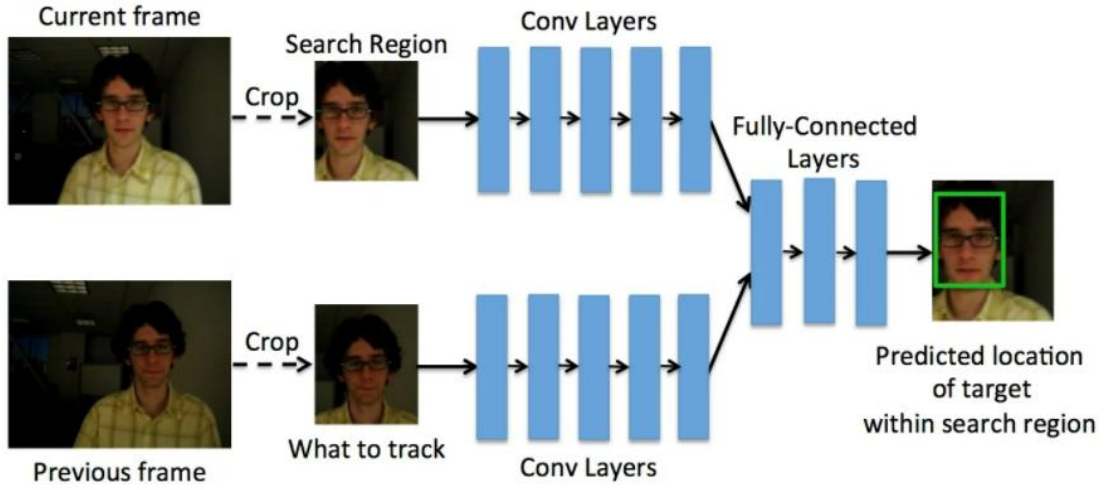 Current frame
Crop
Search Region
Conv Layers
Fully-Connected
Layers
Predicted location
of target
within search region
Previous frame
Crop
What to track
Conv Layers